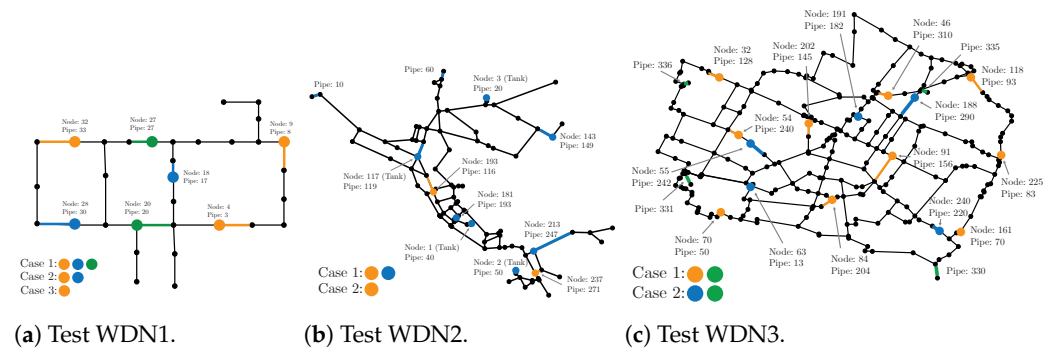 Node: 32
Pipe: 33
Node: 27
Pipe: 27
Node: 9
Pipe: 8
Node: 18
Pipe: 17
Node: 28
Pipe: 30
Node: 20
Pipe: 20
Node: 4
Pipe: 3
Case 1:
Case 2:
Case 3:
(a) Test WDN1.
Pipe: 60
Pipe: 10
Node: 3 (Tank)
Pipe: 20
Node: 143
Pipe: 149
Node: 117 (Tank)
Pipe: 119
Node: 193
Pipe: 116
Node: 181
Pipe: 193
Node: 1 (Tank)
Pipe: 40
Node: 213
Pipe: 247
Node: 2 (Tank)
Pipe: 50
Node: 237
Pipe: 271
Case 1:
Case 2:
(b) Test WDN2.
Node: 191
Pipe: 182
Node: 46
Pipe: 310
Node: 32
Pipe: 128
Node: 202
Pipe: 145
Pipe: 335
Pipe: 336
Node: 118
Pipe: 93
Node: 188
Pipe: 290
Node: 54
Pipe: 240
Node: 91
Pipe: 156
Node: 55
Pipe: 242
Pipe: 331
Node: 225
Pipe: 83
Node: 240
Pipe: 220
Node: 161
Pipe: 70
Node: 70
Pipe: 50
Node: 63
Pipe: 13
Node: 84
Pipe: 204
Pipe: 330
Case 1:
Case 2:
(c) Test WDN3.